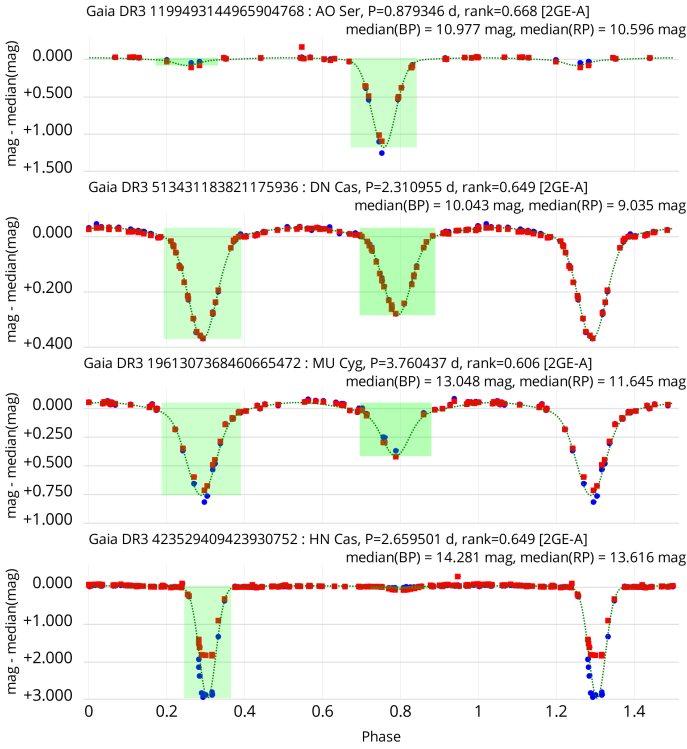 Gaia DR3 1199493144965904768 : AO Ser, P=0.879346 d, rank=0.668 [2GE-A]
median(BP) = 10.977 mag, median(RP) = 10.596 mag
mag - median(mag)
0.000
+0.500
+1.000
+1.500
Gaia DR3 513431183821175936 : DN Cas, P=2.310955 d, rank=0.649 [2GE-A]
median(BP) = 10.043 mag, median(RP) = 9.035 mag
mag - median(mag)
0.000
+0.200
+0.400
Gaia DR3 1961307368460665472 : MU Cyg, P=3.760437 d, rank=0.606 [2GE-A]
median(BP) = 13.048 mag, median(RP) = 11.645 mag
mag - median(mag)
0.000
+0.250
+0.500
+0.750
+1.000
Gaia DR3 423529409423930752 : HN Cas, P=2.659501 d, rank=0.649 [2GE-A]
median(BP) = 14.281 mag, median(RP) = 13.616 mag
mag - median(mag)
0.000
+1.000
+2.000
+3.000
0 0.2 0.4 0.6 0.8 1 1.2 1.4
Phase